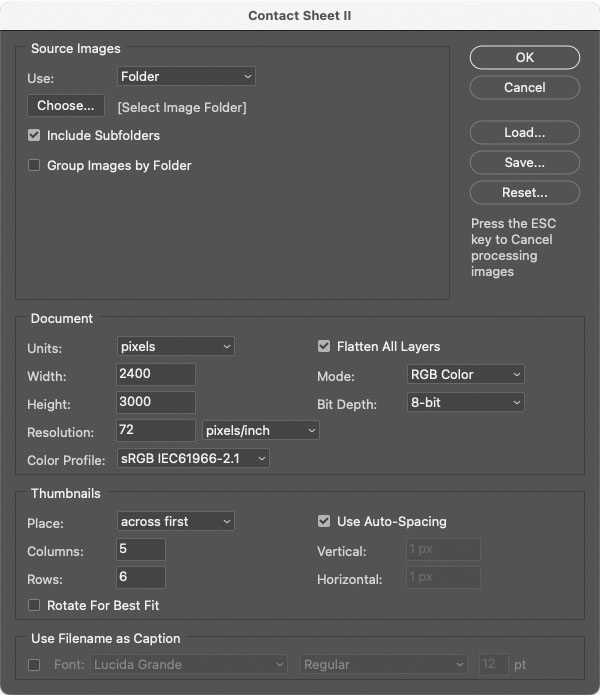 Contact Sheet II
Source Images
Use: Folder
Choose... [Select Image Folder]
Include Subfolders
Group Images by Folder
OK
Cancel
Load...
Save...
Reset...
Press the ESC
key to Cancel
processing
images
Document
Units: pixels
Width: 2400
Height: 3000
Resolution: 72 pixels/inch
Color Profile: sRGB IEC61966-2.1
Flatten All Layers
Mode: RGB Color
Bit Depth: 8-bit
Thumbnails
Place: across first
Columns: 5
Rows: 6
Rotate For Best Fit
Use Auto-Spacing
Vertical: 1 px
Horizontal: 1 px
Use Filename as Caption
Font: Lucida Grande Regular 12 pt